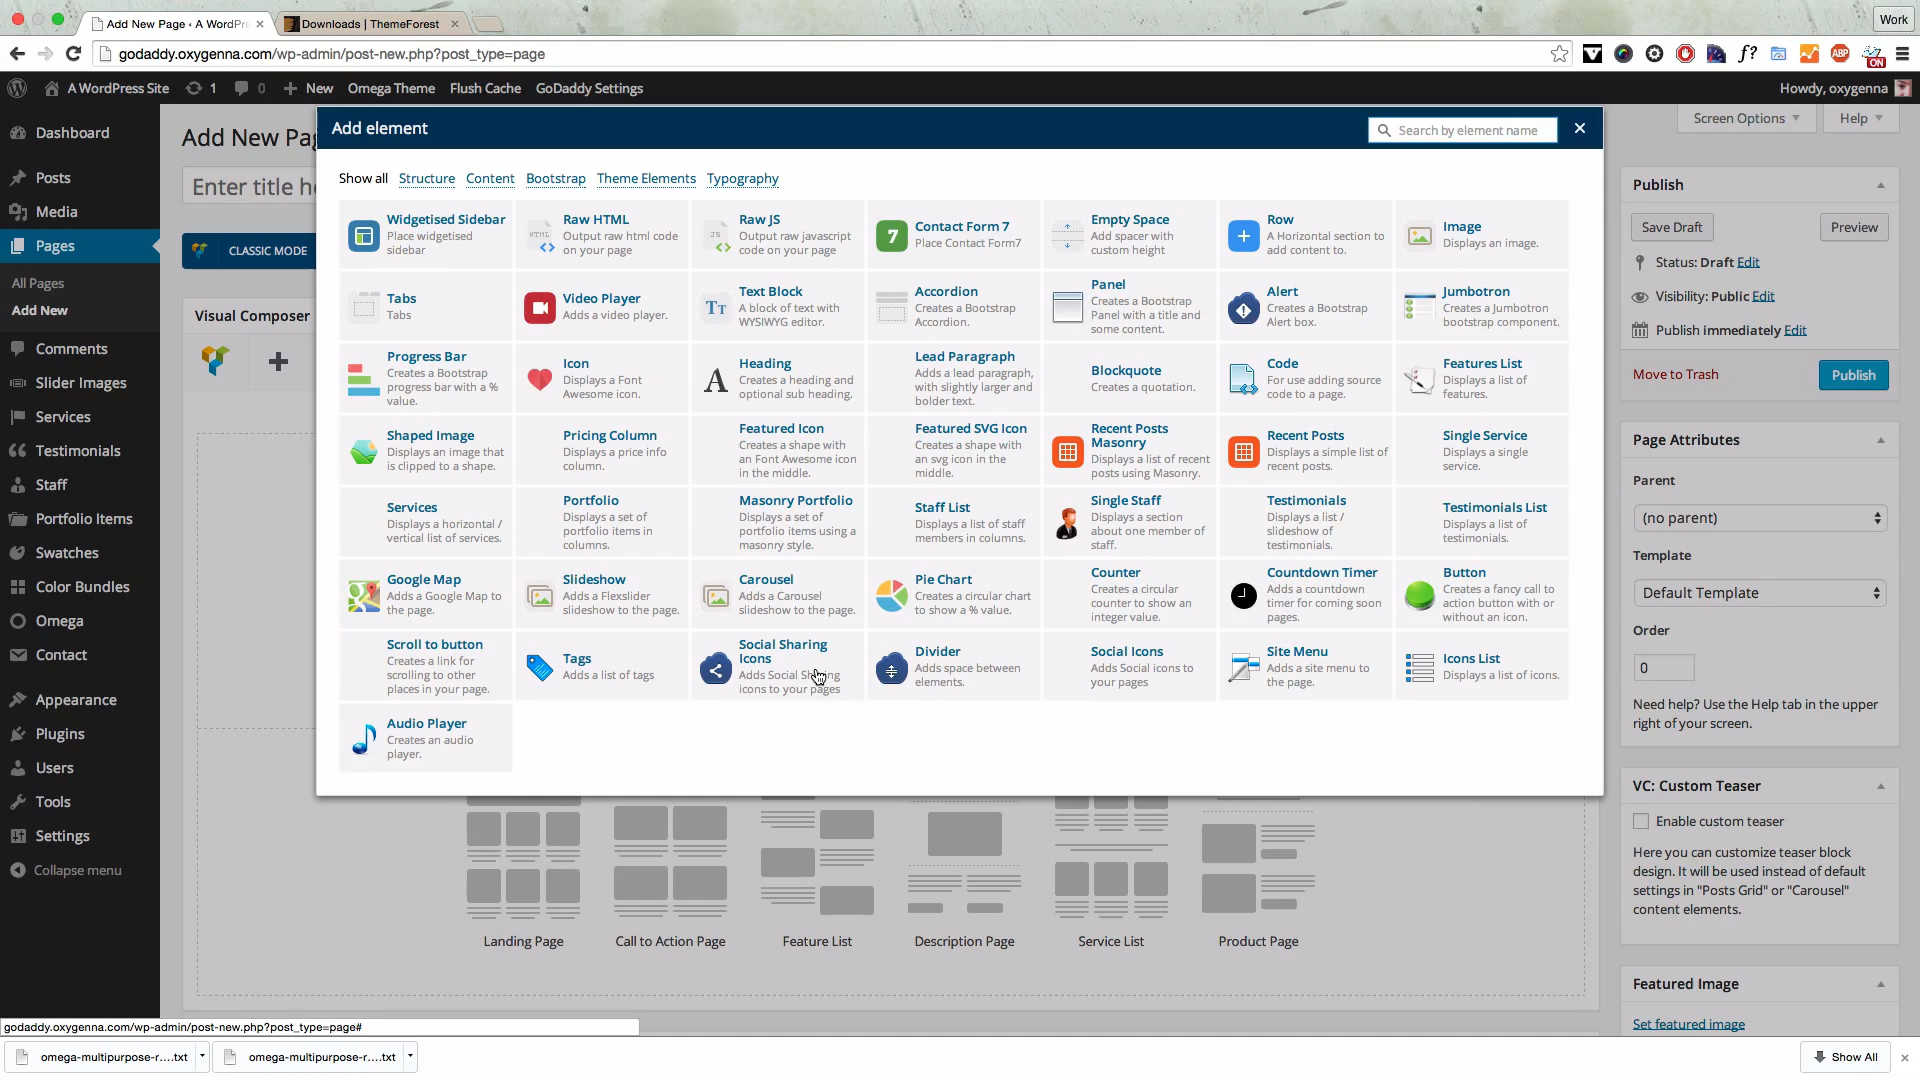 Add New Page ‹ A WordPre
Downloads | ThemeForest
Work
godaddy.oxygenna.com/wp-admin/post-new.php?post_type=page
f?
ABP
ON
A WordPress Site
1
0
New
Omega Theme
Flush Cache
GoDaddy Settings
Howdy, oxygenna
Dashboard
Posts
Media
Pages
All Pages
Add New
Comments
Slider Images
Services
Testimonials
Staff
Portfolio Items
Swatches
Color Bundles
Omega
Contact
Appearance
Plugins
Users
Tools
Settings
Collapse menu
Add New Pag
Enter title he
CLASSIC MODE
Visual Composer
Add element
Search by element name
Show all
Structure
Content
Bootstrap
Theme Elements
Typography
Widgetised Sidebar
Place widgetised
sidebar
HTML
Raw HTML
Output raw html code
on your page
JS
Raw JS
Output raw javascript
code on your page
7
Contact Form 7
Place Contact Form7
Empty Space
Add spacer with
custom height
Row
A Horizontal section to
add content to.
Image
Displays an image.
Tabs
Tabs
Video Player
Adds a video player.
TT
Text Block
A block of text with
WYSIWYG editor.
Accordion
Creates a Bootstrap
Accordion.
Panel
Creates a Bootstrap
Panel with a title and
some content.
Alert
Creates a Bootstrap
Alert box.
Jumbotron
Creates a Jumbotron
bootstrap component.
Progress Bar
Creates a Bootstrap
progress bar with a %
value.
Icon
Displays a Font
Awesome icon.
A
Heading
Creates a heading and
optional sub heading.
Lead Paragraph
Adds a lead paragraph,
with slightly larger and
bolder text.
Blockquote
Creates a quotation.
Code
For use adding source
code to a page.
Features List
Displays a list of
features.
Shaped Image
Displays an image that
is clipped to a shape.
Pricing Column
Displays a price info
column.
Featured Icon
Creates a shape with
an Font Awesome icon
in the middle.
Featured SVG Icon
Creates a shape with
an svg icon in the
middle.
Recent Posts
Masonry
Displays a list of recent
posts using Masonry.
Recent Posts
Displays a simple list of
recent posts.
Single Service
Displays a single
service.
Services
Displays a horizontal /
vertical list of services.
Portfolio
Displays a set of
portfolio items in
columns.
Masonry Portfolio
Displays a set of
portfolio items using a
masonry style.
Staff List
Displays a list of staff
members in columns.
Single Staff
Displays a section
about one member of
staff.
Testimonials
Displays a list /
slideshow of
testimonials.
Testimonials List
Displays a list of
testimonials.
Google Map
Adds a Google Map to
the page.
Slideshow
Adds a Flexslider
slideshow to the page.
Carousel
Adds a Carousel
slideshow to the page.
Pie Chart
Creates a circular chart
to show a % value.
Counter
Creates a circular
counter to show an
integer value.
Countdown Timer
Adds a countdown
timer for coming soon
pages.
Button
Creates a fancy call to
action button with or
without an icon.
Scroll to button
Creates a link for
scrolling to other
places in your page.
Tags
Adds a list of tags
Social Sharing
Icons
Adds Social Sharing
icons to your pages
Divider
Adds space between
elements.
Social Icons
Adds Social icons to
your pages
Site Menu
Adds a site menu to
the page.
Icons List
Displays a list of icons.
Audio Player
Creates an audio
player.
Landing Page
Call to Action Page
Feature List
Description Page
Service List
Product Page
Screen Options
Help
Publish
Save Draft
Preview
Status: Draft Edit
Visibility: Public Edit
Publish immediately Edit
Move to Trash
Publish
Page Attributes
Parent
(no parent)
Template
Default Template
Order
0
Need help? Use the Help tab in the upper
right of your screen.
VC: Custom Teaser
Enable custom teaser
Here you can customize teaser block
design. It will be used instead of default
settings in "Posts Grid" or "Carousel"
content elements.
Featured Image
Set featured image
godaddy.oxygenna.com/wp-admin/post-new.php?post_type=page#
omega-multipurpose-r....txt
omega-multipurpose-r....txt
Show All